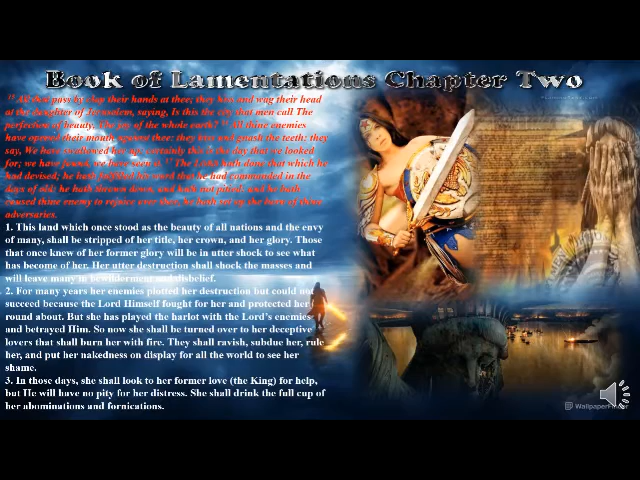 Book of Lamentations Chapter Two
15 All that pass by clap their hands at thee; they hiss and wag their head
at the daughter of Jerusalem, saying, Is this the city that men call The
perfection of beauty, The joy of the whole earth? 16 All thine enemies
have opened their mouth against thee: they hiss and gnash the teeth: they
say, We have swallowed her up: certainly this is the day that we looked
for; we have found, we have seen it. 17 The LORD hath done that which he
had devised; he hath fulfilled his word that he had commanded in the
days of old: he hath thrown down, and hath not pitied: and he hath
caused thine enemy to rejoice over thee, he hath set up the horn of thine
adversaries.
1. This land which once stood as the beauty of all nations and the envy
of many, shall be stripped of her title, her crown, and her glory. Those
that once knew of her former glory will be in utter shock to see what
has become of her. Her utter destruction shall shock the masses and
will leave many in bewilderment and disbelief.
2. For many years her enemies plotted her destruction but could not
succeed because the Lord Himself fought for her and protected her
round about. But she has played the harlot with the Lord's enemies
and betrayed Him. So now she shall be turned over to her deceptive
lovers that shall burn her with fire. They shall ravish, subdue her, rule
her, and put her nakedness on display for all the world to see her
shame.
3. In those days, she shall look to her former love (the King) for help,
but He will have no pity for her distress. She shall drink the full cup of
her abominations and fornications.